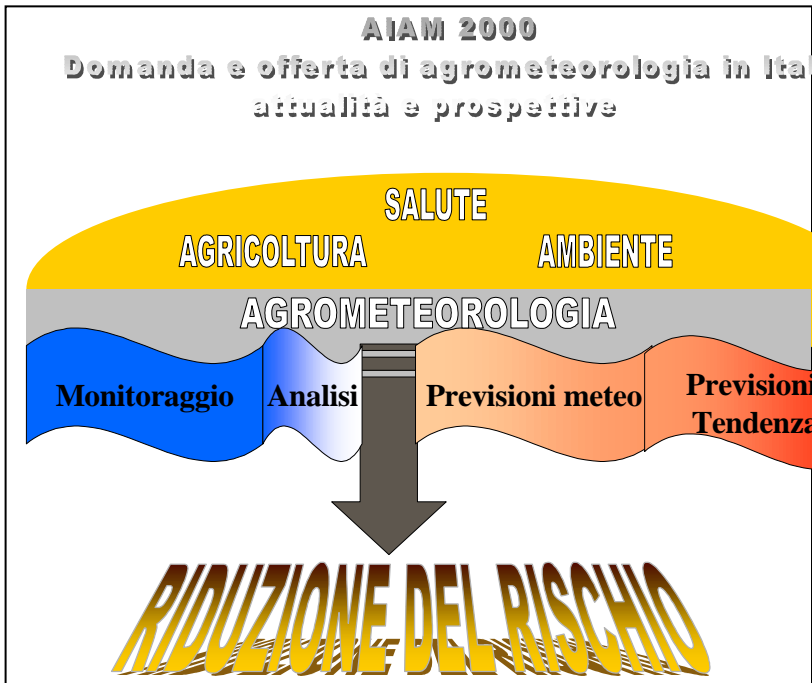 AIAM 2000
Domanda e offerta di agrometeorologia in Ital
attualità e prospettive
SALUTE
AGRICOLTURA AMBIENTE
AGROMETEOROLOGIA
Monitoraggio Analisi Previsioni meteo Previsioni
Tendenza
RIDUZIONE DEL RISCHIO